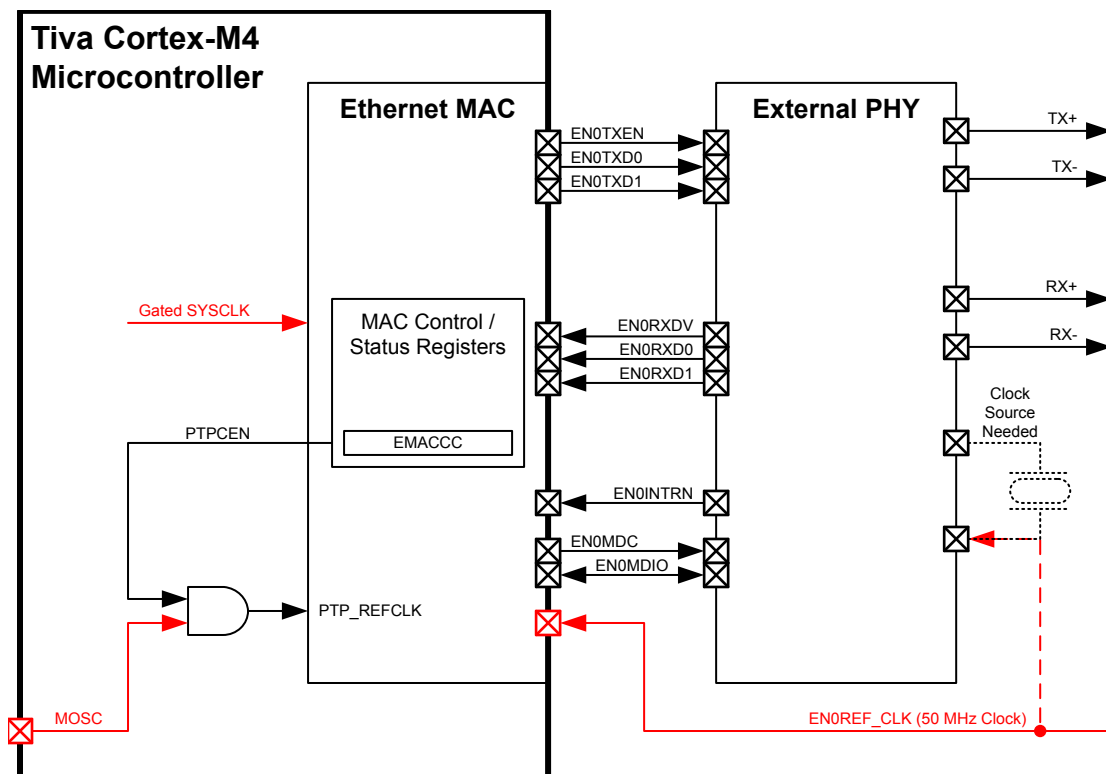 Tiva Cortex-M4
Microcontroller
Ethernet MAC
External PHY
EN0TXEN
EN0TXD0
EN0TXD1
TX+
TX-
Gated SYSCLK
MAC Control /
Status Registers
EMACCC
EN0RXDV
EN0RXD0
EN0RXD1
RX+
RX-
Clock
Source
Needed
PTPCEN
EN0INTRN
EN0MDC
EN0MDIO
PTP_REFCLK
MOSC
EN0REF_CLK (50 MHz Clock)